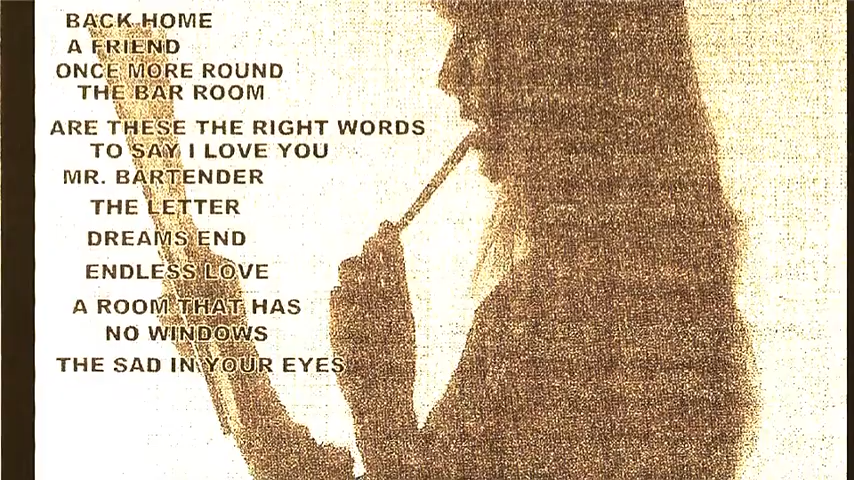 BACK HOME
A FRIEND
ONCE MORE ROUND
THE BAR ROOM
ARE THESE THE RIGHT WORDS
TO SAY I LOVE YOU
MR. BARTENDER
THE LETTER
DREAMS END
ENDLESS LOVE
A ROOM THAT HAS
NO WINDOWS
THE SAD IN YOUR EYES